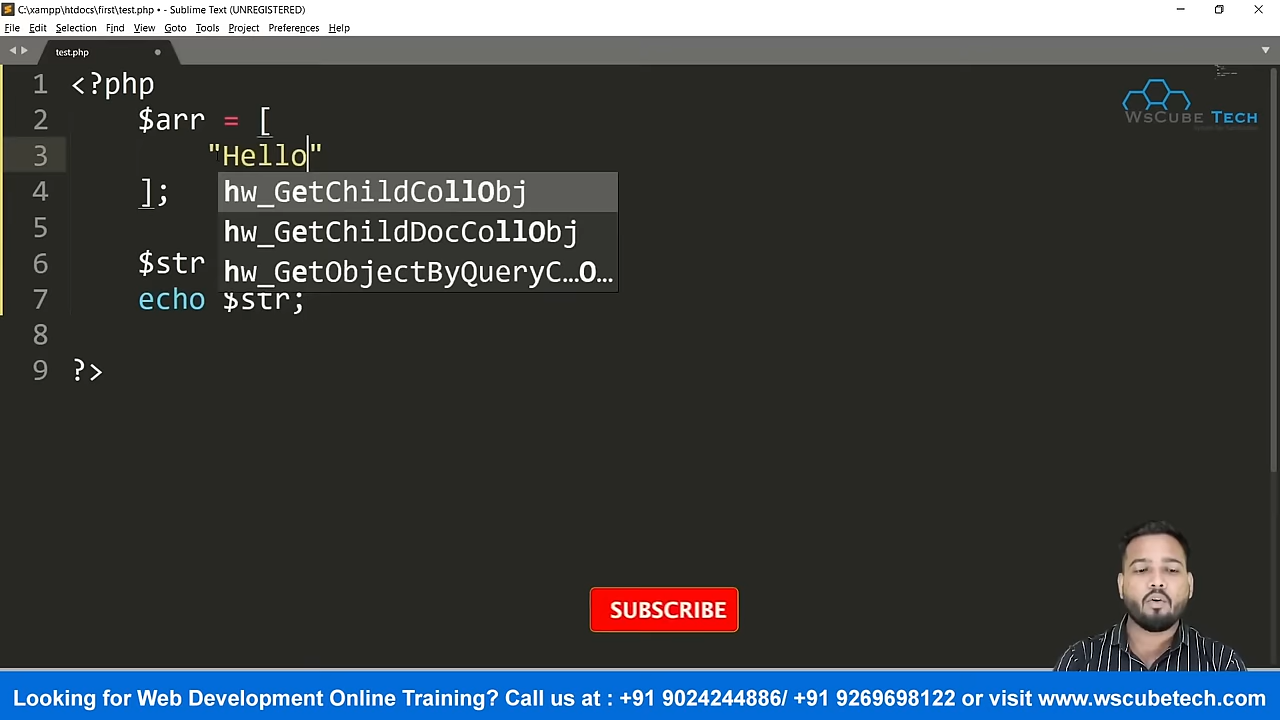 C:\xampp\htdocs\first\test.php • - Sublime Text (UNREGISTERED)
File Edit Selection Find View Goto Tools Project Preferences Help
test.php
1 <?php
2 $arr = [
3 "Hello"
4 ];
hw_GetChildCollObj
5
hw_GetChildDocCollObj
6 $str
hw_GetObjectByQueryC…O…
7 echo $str;
8
9 ?>
WsCube Tech
SUBSCRIBE
Looking for Web Development Online Training? Call us at : +91 9024244886/ +91 9269698122 or visit www.wscubetech.com